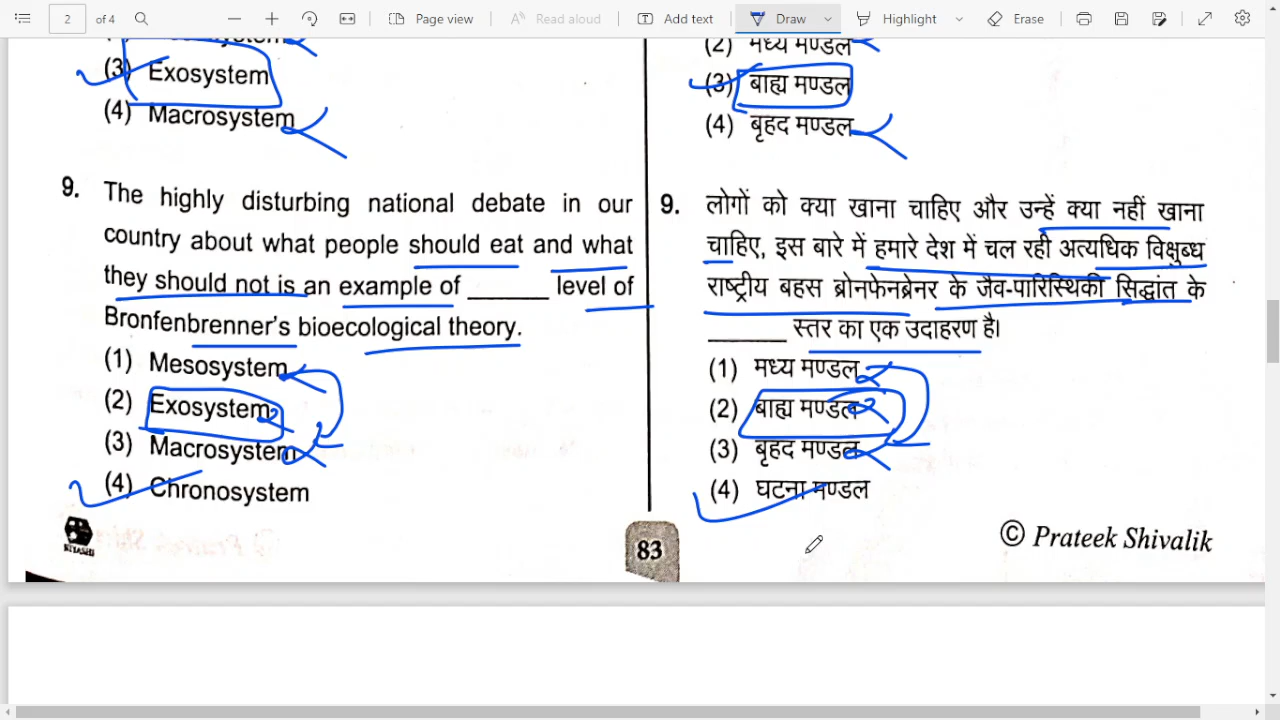 2 of 4 Page view Read aloud Add text Draw Highlight Erase
(3) Exosystem
(4) Macrosystem
9. The highly disturbing national debate in our
country about what people should eat and what
they should not is an example of _______ level of
Bronfenbrenner's bioecological theory.
(1) Mesosystem
(2) Exosystem
(3) Macrosystem
(4) Chronosystem
(2) मध्य मण्डल
(3) बाह्य मण्डल
(4) बृहद मण्डल
9. लोगों को क्या खाना चाहिए और उन्हें क्या नहीं खाना
चाहिए, इस बारे में हमारे देश में चल रही अत्यधिक विक्षुब्ध
राष्ट्रीय बहस ब्रोनफेनब्रेनर के जैव-पारिस्थिकी सिद्धांत के
_______ स्तर का एक उदाहरण है।
(1) मध्य मण्डल
(2) बाह्य मण्डल
(3) बृहद मण्डल
(4) घटना मण्डल
83
© Prateek Shivalik